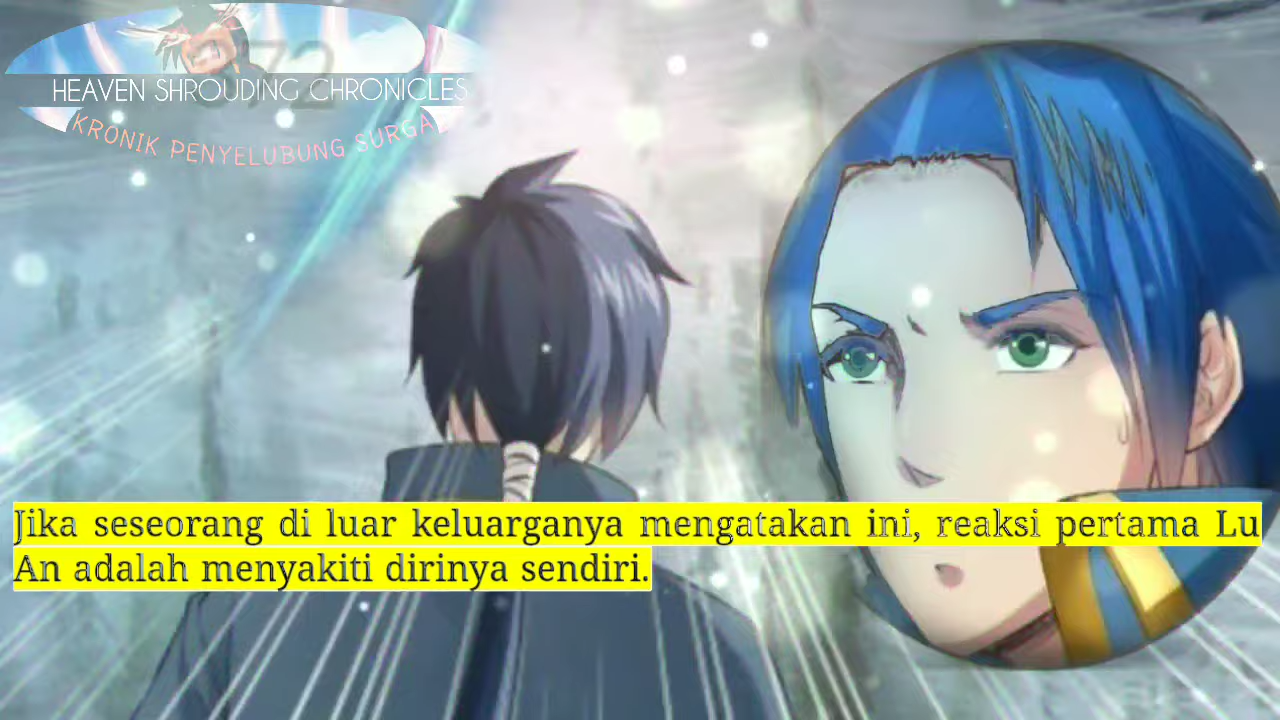 HEAVEN SHROUDING CHRONICLES
KRONIK PENYELUBUNG SURGA
Jika seseorang di luar keluarganya mengatakan ini, reaksi pertama Lu
An adalah menyakiti dirinya sendiri.